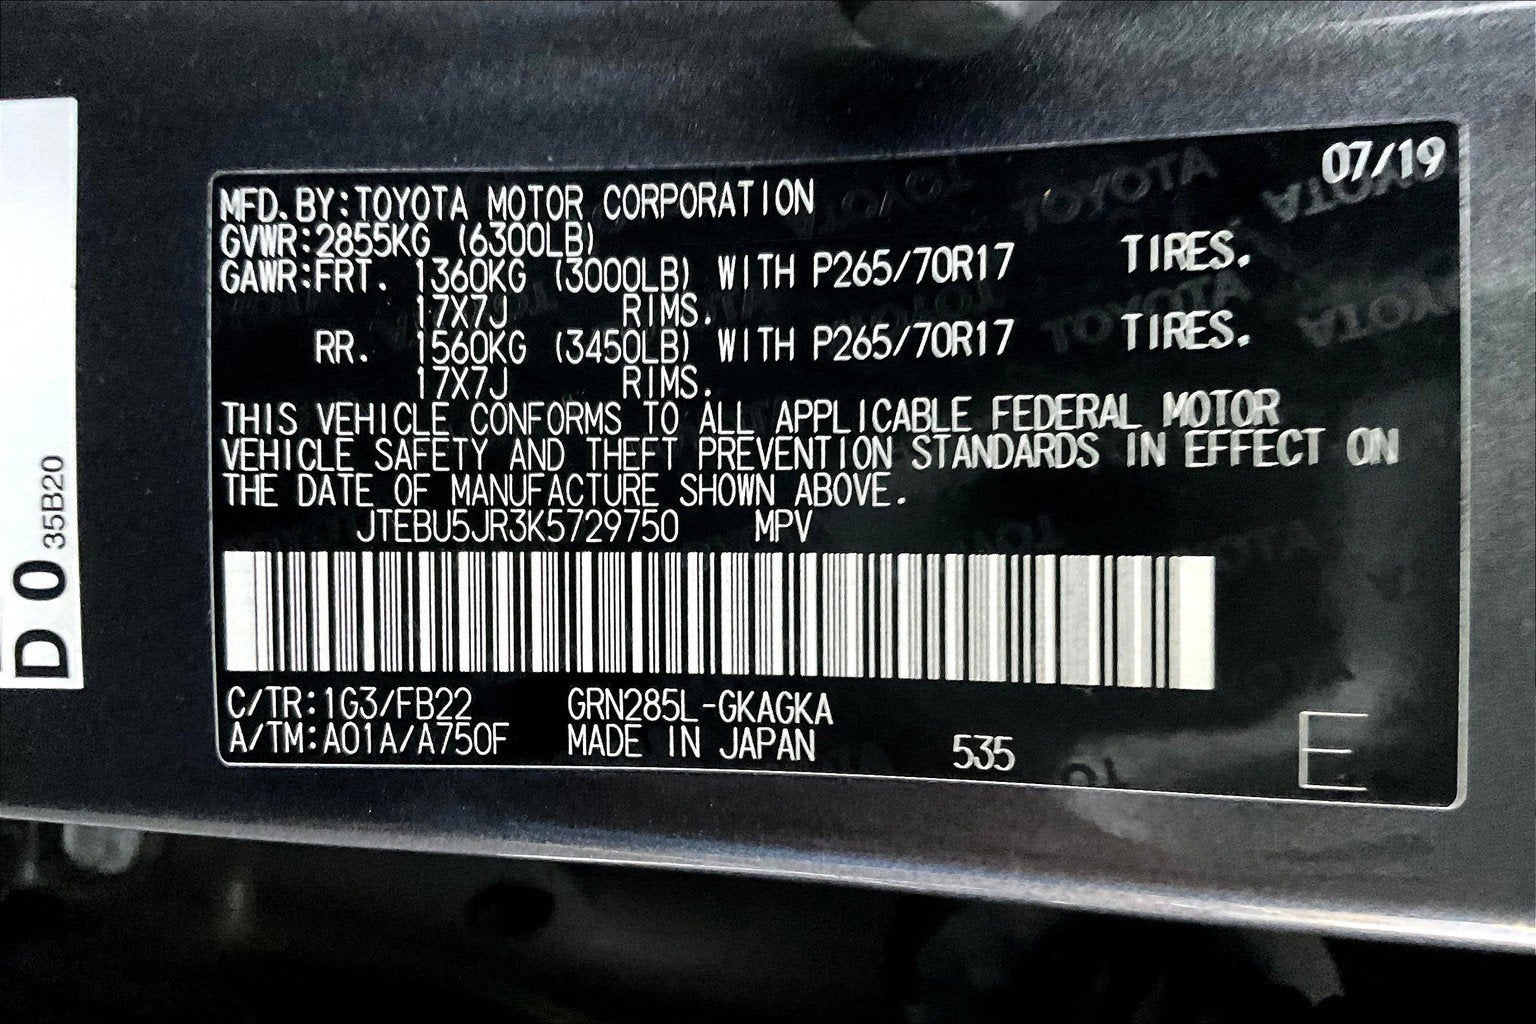 07/19
MFD. BY:TOYOTA MOTOR CORPORATION
GVWR:2855KG (6300LB)
GAWR:FRT. 1360KG (3000LB) WITH P265/70R17 TIRES.
17X7J RIMS.
RR. 1560KG (3450LB) WITH P265/70R17 TIRES.
17X7J RIMS.
THIS VEHICLE CONFORMS TO ALL APPLICABLE FEDERAL MOTOR
VEHICLE SAFETY AND THEFT PREVENTION STANDARDS IN EFFECT ON
THE DATE OF MANUFACTURE SHOWN ABOVE.
JTEBU5JR3K5729750 MPV
C/TR:1G3/FB22 GRN285L-GKAGKA
A/TM:A01A/A750F MADE IN JAPAN 535 E
D0 35B20